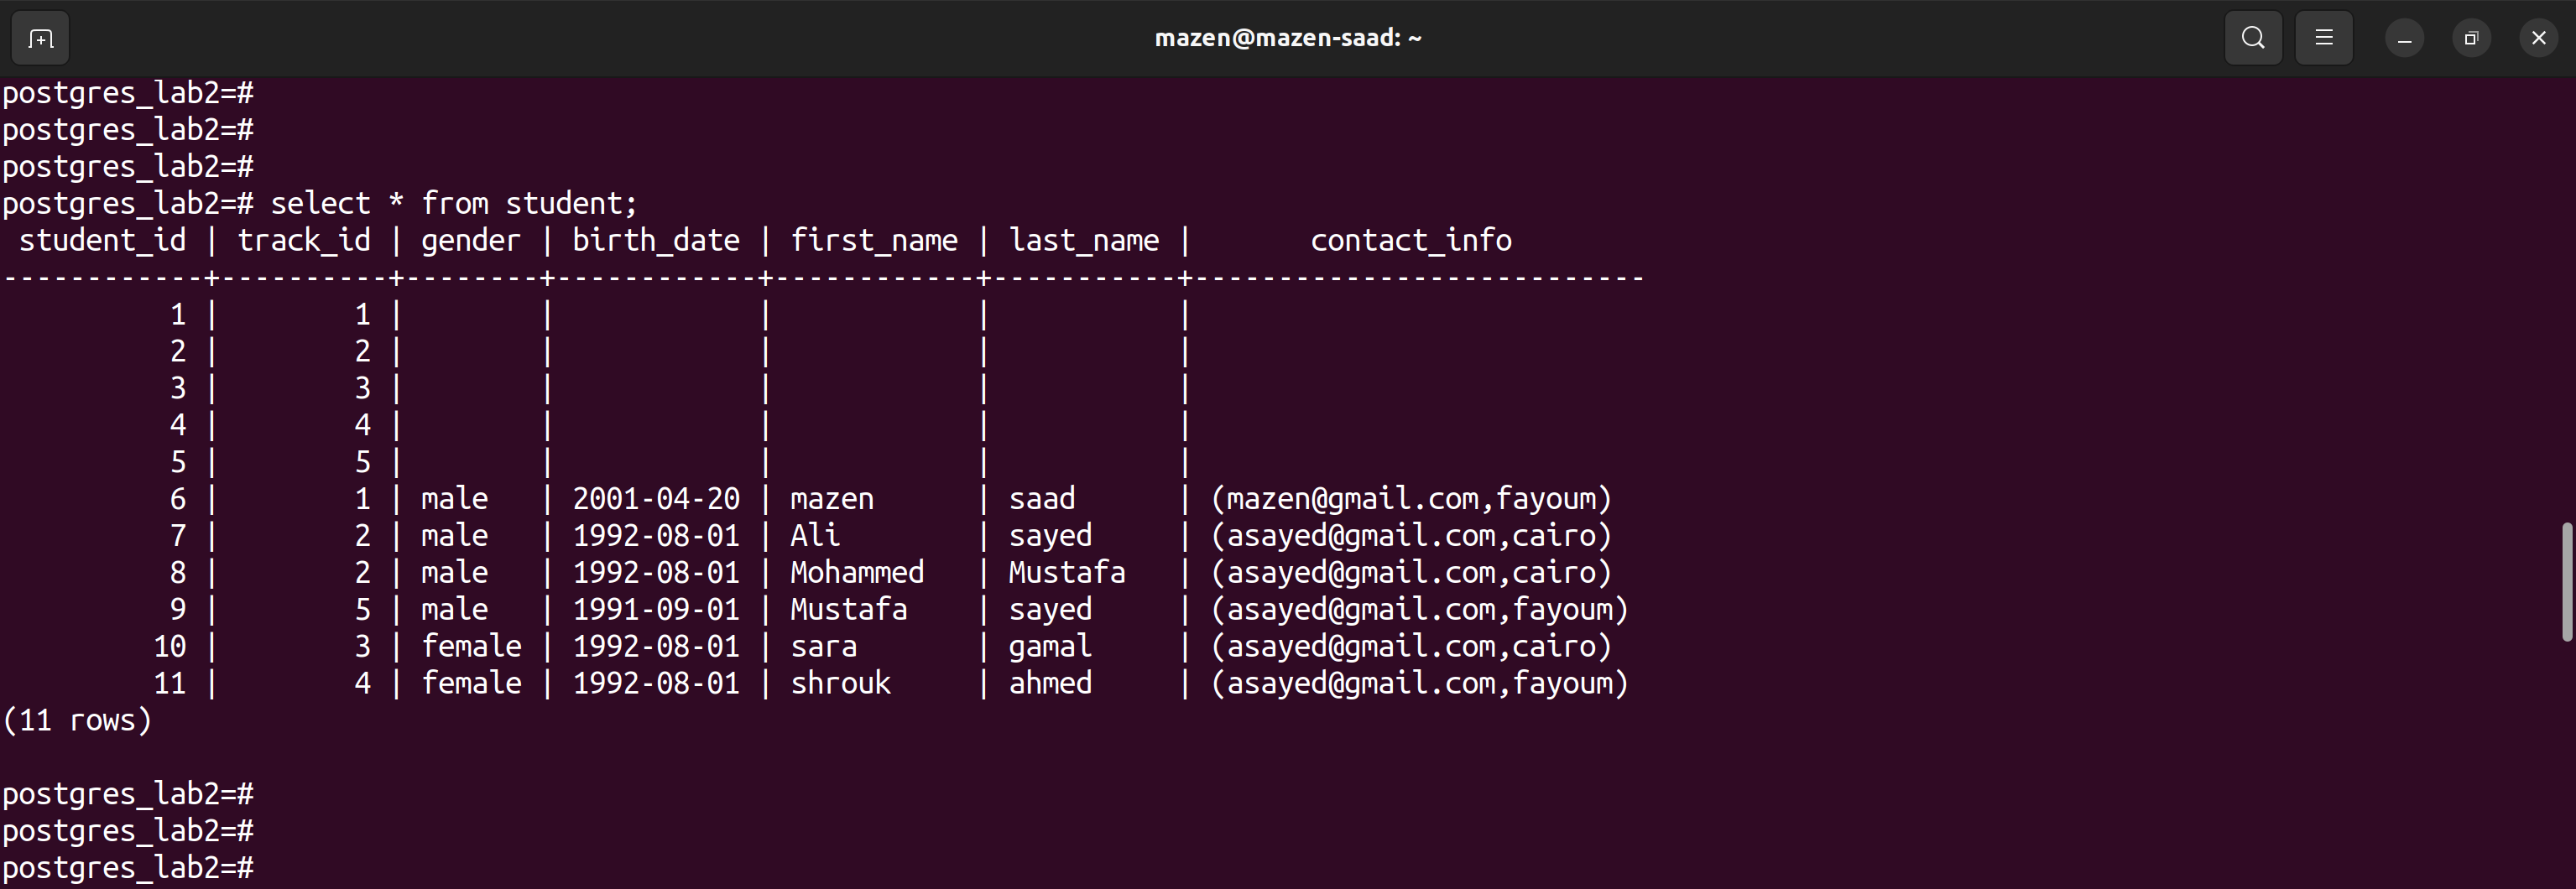 mazen@mazen-saad: ~
postgres_lab2=#
postgres_lab2=#
postgres_lab2=#
postgres_lab2=# select * from student;
 student_id | track_id | gender | birth_date | first_name | last_name |       contact_info
------------+----------+--------+------------+------------+-----------+---------------------------
          1 |        1 |        |            |            |           |
          2 |        2 |        |            |            |           |
          3 |        3 |        |            |            |           |
          4 |        4 |        |            |            |           |
          5 |        5 |        |            |            |           |
          6 |        1 | male   | 2001-04-20 | mazen      | saad      | (mazen@gmail.com,fayoum)
          7 |        2 | male   | 1992-08-01 | Ali        | sayed     | (asayed@gmail.com,cairo)
          8 |        2 | male   | 1992-08-01 | Mohammed   | Mustafa   | (asayed@gmail.com,cairo)
          9 |        5 | male   | 1991-09-01 | Mustafa    | sayed     | (asayed@gmail.com,fayoum)
         10 |        3 | female | 1992-08-01 | sara       | gamal     | (asayed@gmail.com,cairo)
         11 |        4 | female | 1992-08-01 | shrouk     | ahmed     | (asayed@gmail.com,fayoum)
(11 rows)
postgres_lab2=#
postgres_lab2=#
postgres_lab2=#